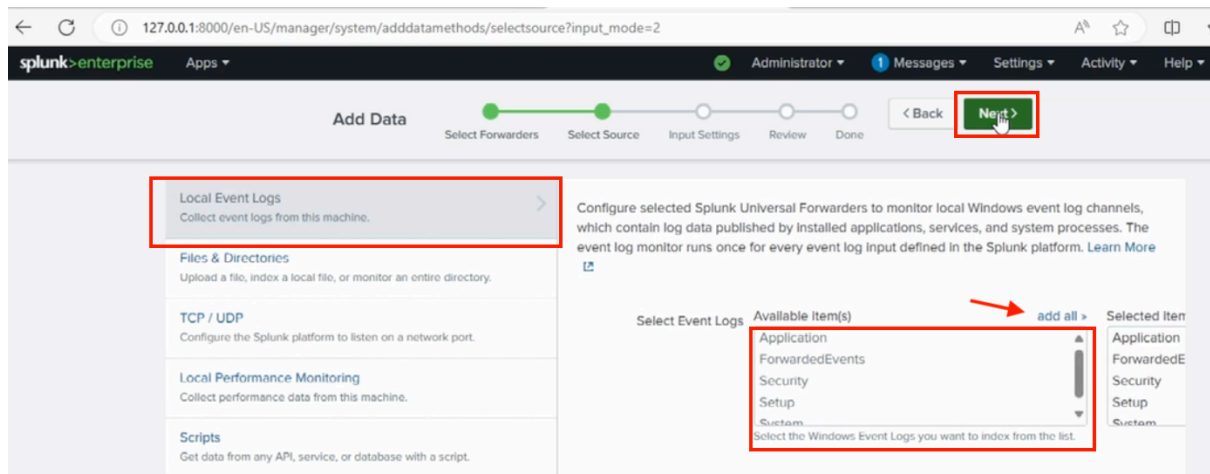 127.0.0.1:8000/en-US/manager/system/adddatamethods/selectsource?input_mode=2
splunk>enterprise Apps Administrator 1 Messages Settings Activity Help
Add Data
Select Forwarders Select Source Input Settings Review Done
< Back Next >
Local Event Logs
Collect event logs from this machine.
Files & Directories
Upload a file, index a local file, or monitor an entire directory.
TCP / UDP
Configure the Splunk platform to listen on a network port.
Local Performance Monitoring
Collect performance data from this machine.
Scripts
Get data from any API, service, or database with a script.
Configure selected Splunk Universal Forwarders to monitor local Windows event log channels,
which contain log data published by installed applications, services, and system processes. The
event log monitor runs once for every event log input defined in the Splunk platform. Learn More
Select Event Logs
Available item(s) add all »
Application
ForwardedEvents
Security
Setup
System
Select the Windows Event Logs you want to index from the list.
Selected item
Application
ForwardedE
Security
Setup
System